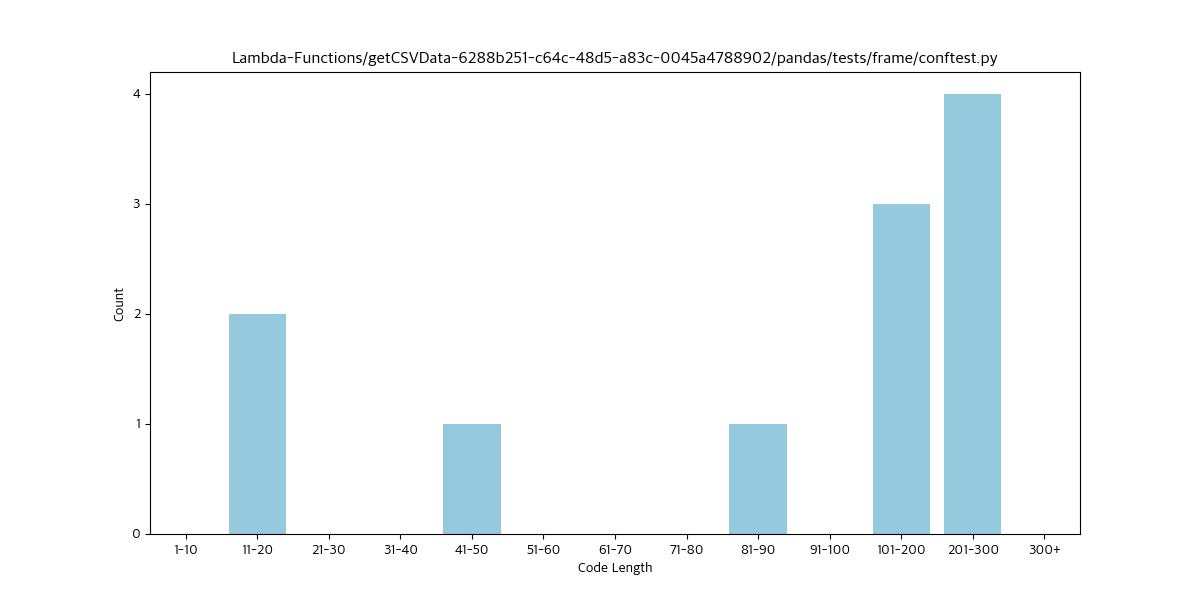 Lambda-Functions/getCSVData-6288b251-c64c-48d5-a83c-0045a4788902/pandas/tests/frame/conftest.py
4
3
2
1
0
Count
1-10 11-20 21-30 31-40 41-50 51-60 61-70 71-80 81-90 91-100 101-200 201-300 300+
Code Length